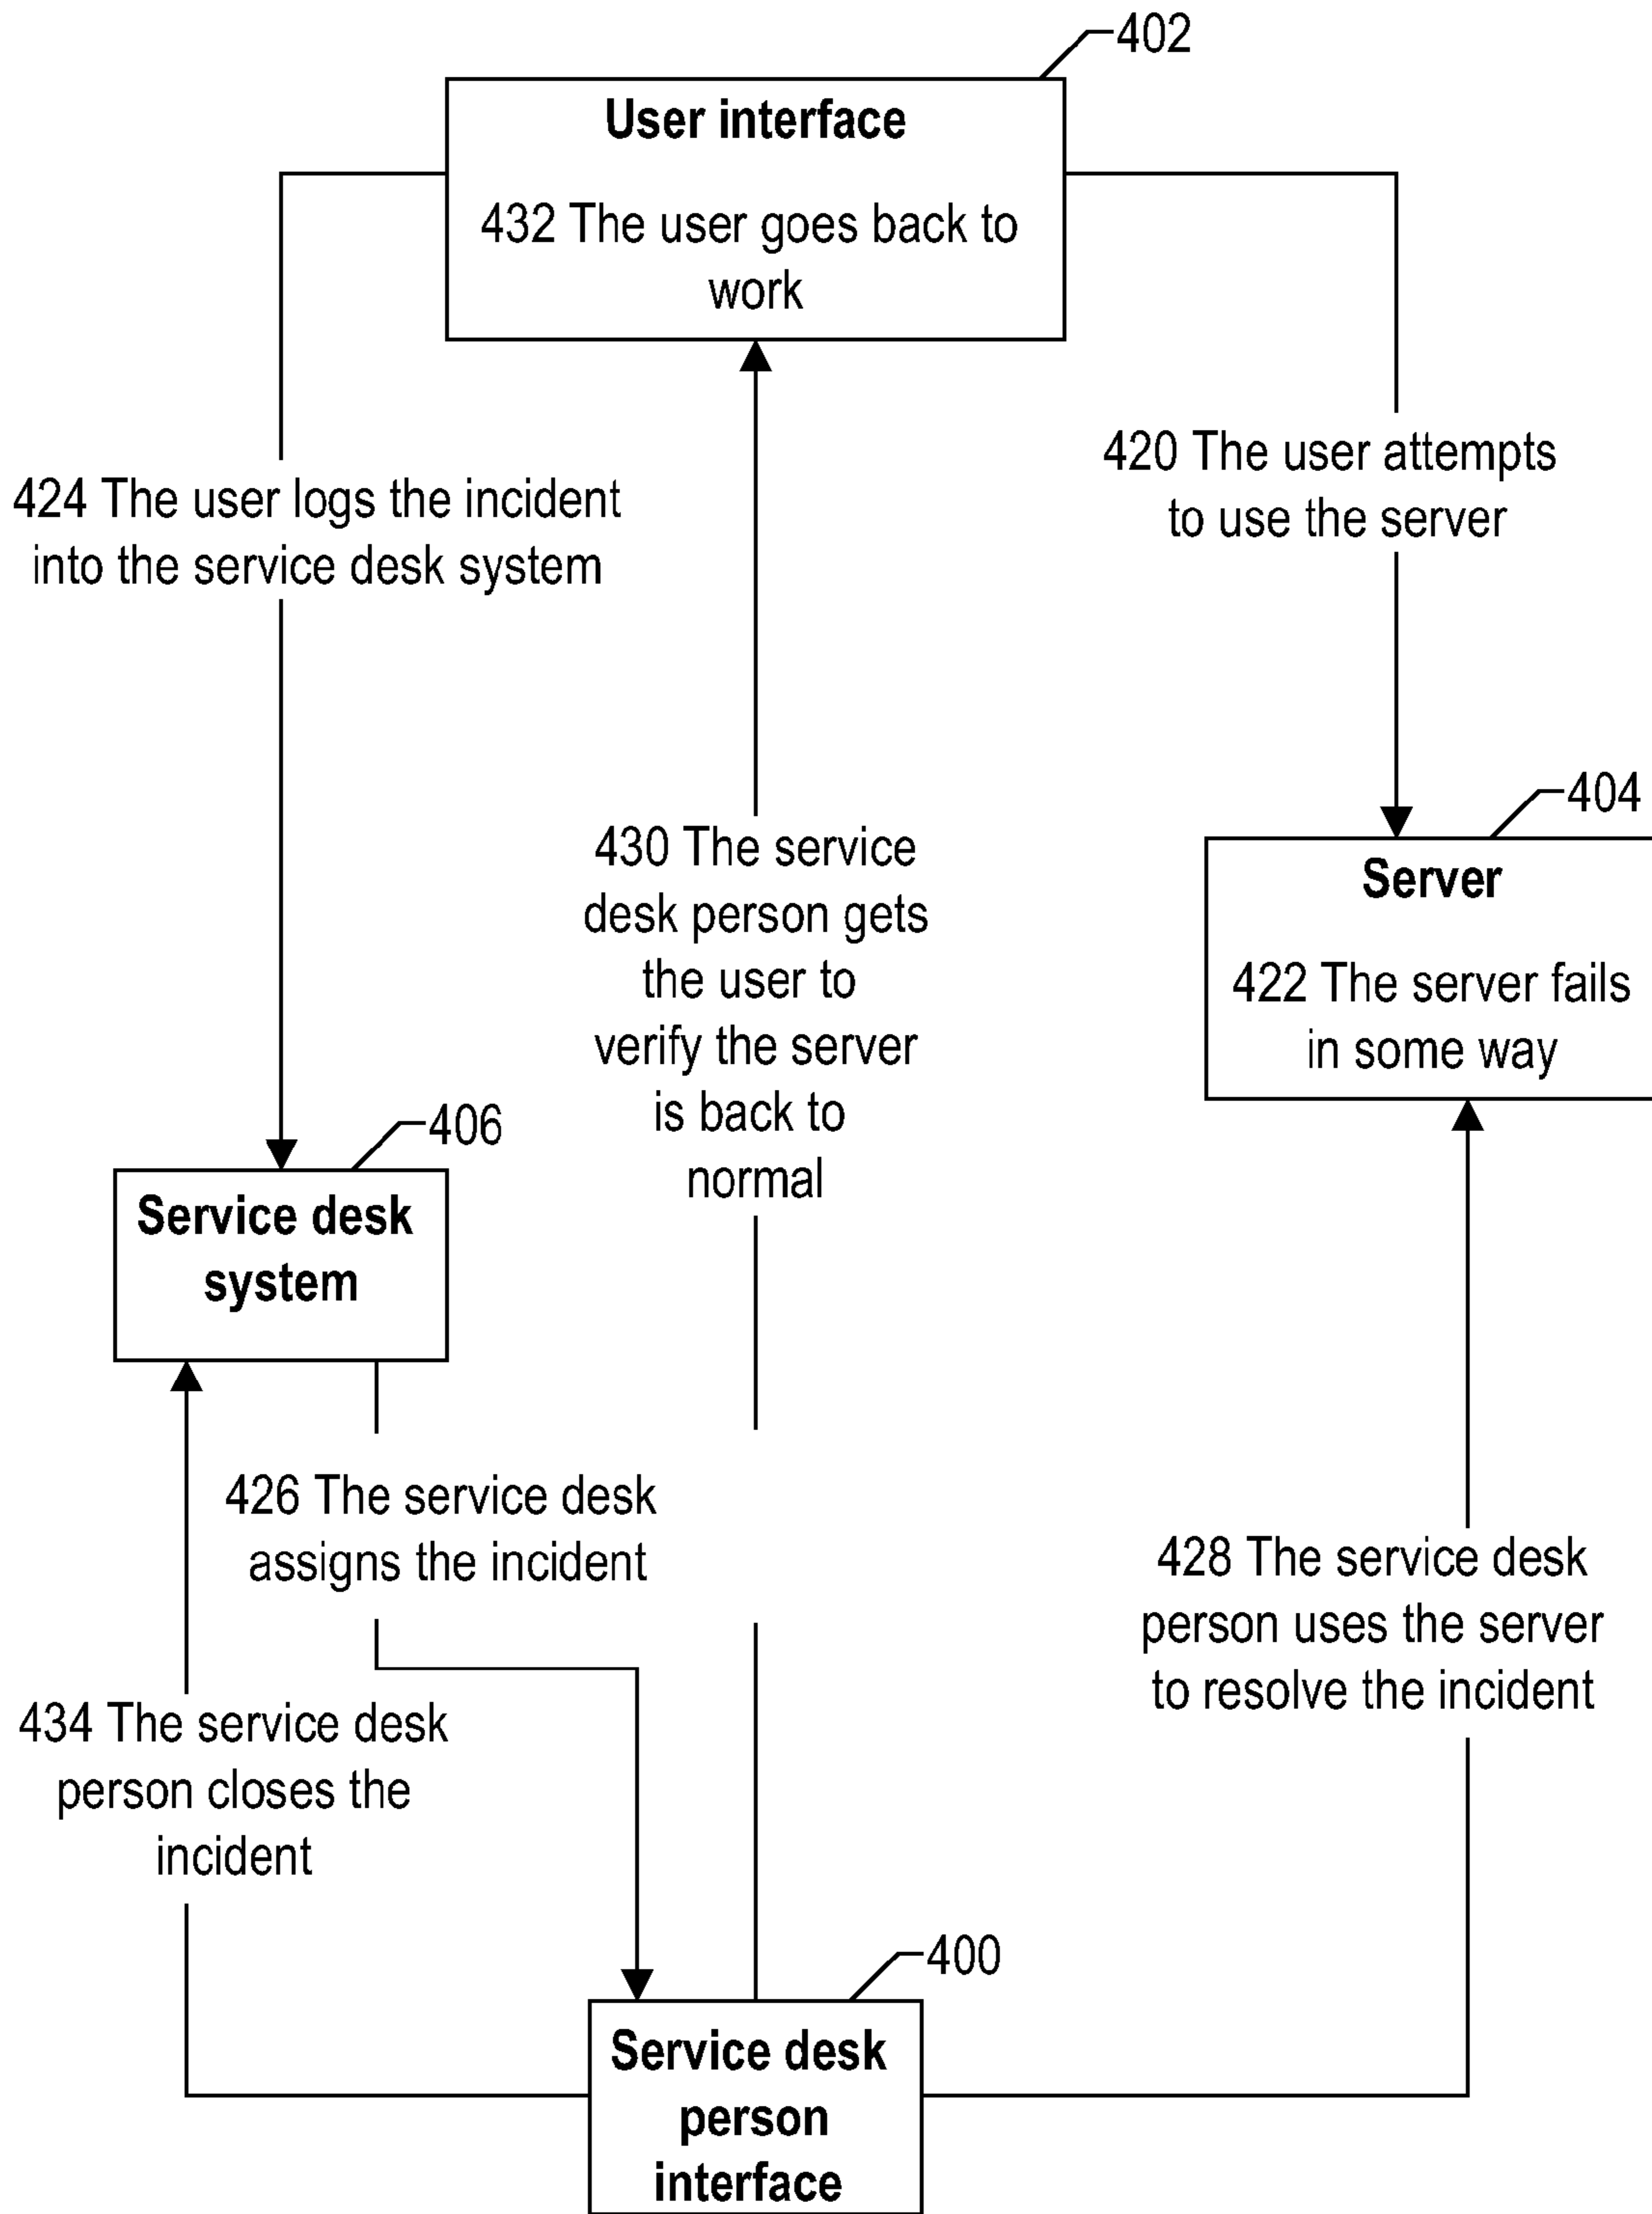 402
User interface
432 The user goes back to
work
424 The user logs the incident
into the service desk system
420 The user attempts
to use the server
430 The service
desk person gets
the user to
verify the server
is back to
normal
404
Server
422 The server fails
in some way
406
Service desk
system
426 The service desk
assigns the incident
428 The service desk
person uses the server
to resolve the incident
434 The service desk
person closes the
incident
400
Service desk
person
interface